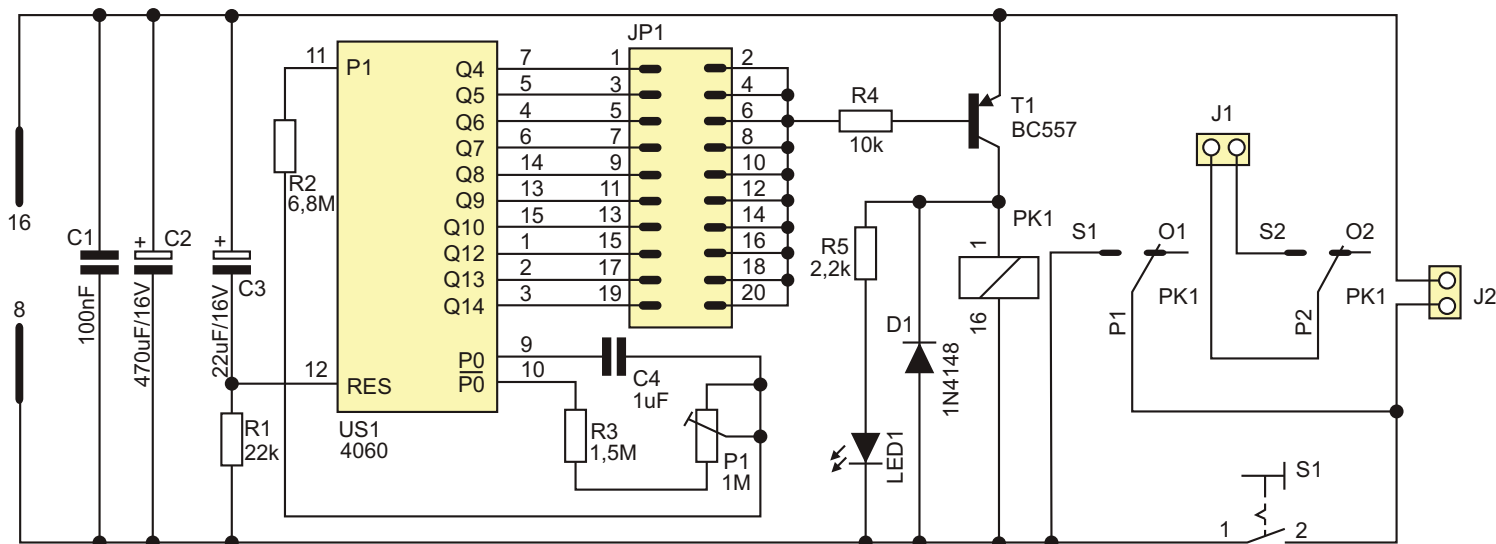 16
8
C1
100nF
+
C2
470uF/16V
+
C3
22uF/16V
R1
22k
R2
6,8M
11
P1
12
RES
US1
4060
Q4
7
1
2
Q5
5
3
4
Q6
4
5
6
Q7
6
7
8
Q8
14
9
10
Q9
13
11
12
Q10
15
13
14
Q12
1
15
16
Q13
2
17
18
Q14
3
19
20
JP1
P0
9
P0
10
C4
1uF
R3
1,5M
P1
1M
R4
10k
T1
BC557
R5
2,2k
LED1
D1
1N4148
PK1
1
16
S1
O1
P1
PK1
J1
S2
O2
P2
PK1
J2
S1
1
2